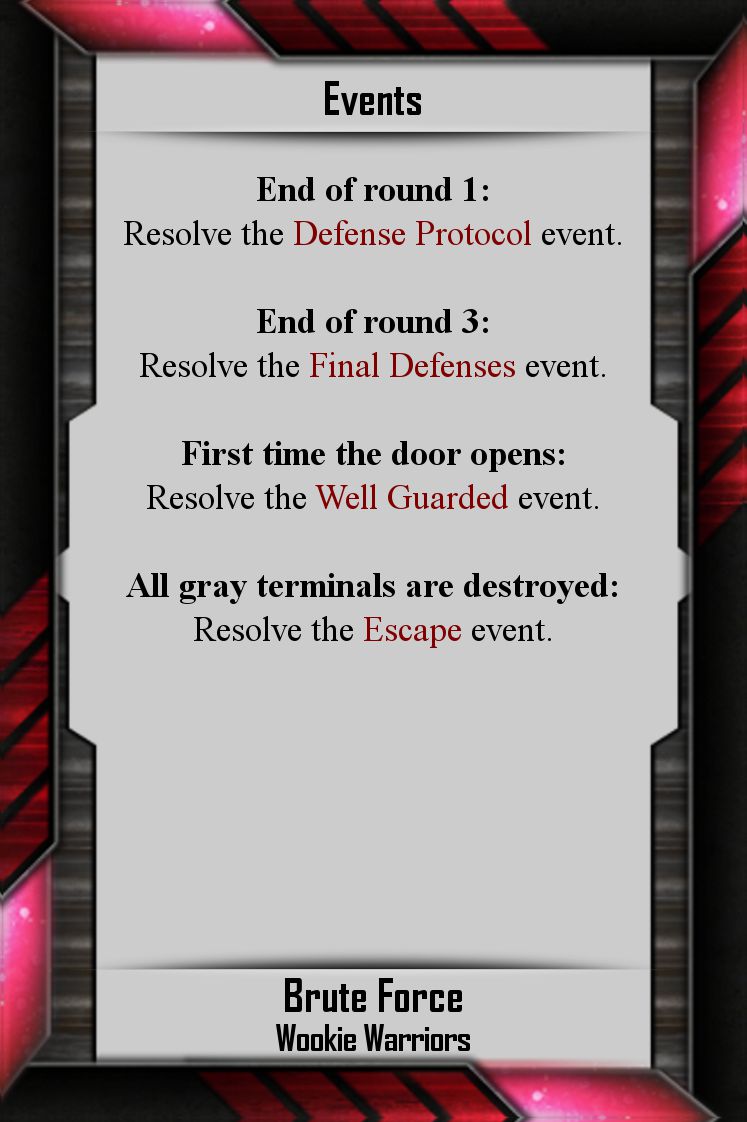 Events
End of round 1:
Resolve the Defense Protocol event.
End of round 3:
Resolve the Final Defenses event.
First time the door opens:
Resolve the Well Guarded event.
All gray terminals are destroyed:
Resolve the Escape event.
Brute Force
Wookie Warriors